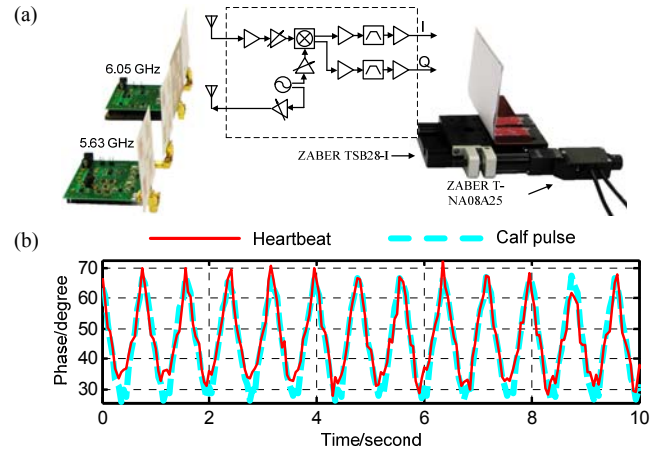 (a)
6.05 GHz
5.63 GHz
I
Q
ZABER TSB28-I
ZABER T-
NA08A25
(b)
Heartbeat
Calf pulse
Phase/degree
70
60
50
40
30
0
2
4
6
8
10
Time/second